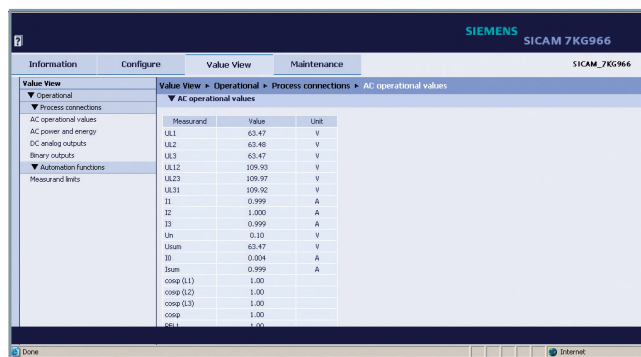 SIEMENS
SICAM 7KG966
?
Information Configure Value View Maintenance SICAM_7KG966
Value View
▼ Operational
▼ Process connections
AC operational values
AC power and energy
DC analog outputs
Binary outputs
▼ Automation functions
Measurand limits
Value View ▶ Operational ▶ Process connections ▶ AC operational values
▼ AC operational values
Measurand Value Unit
UL1 63.47 V
UL2 63.48 V
UL3 63.47 V
UL12 109.93 V
UL23 109.97 V
UL31 109.92 V
I1 0.999 A
I2 1.000 A
I3 0.999 A
Un 0.10 V
Usum 63.47 V
I0 0.004 A
Isum 0.999 A
cosφ (L1) 1.00
cosφ (L2) 1.00
cosφ (L3) 1.00
cosφ 1.00
PFL1 1.00
Done Internet